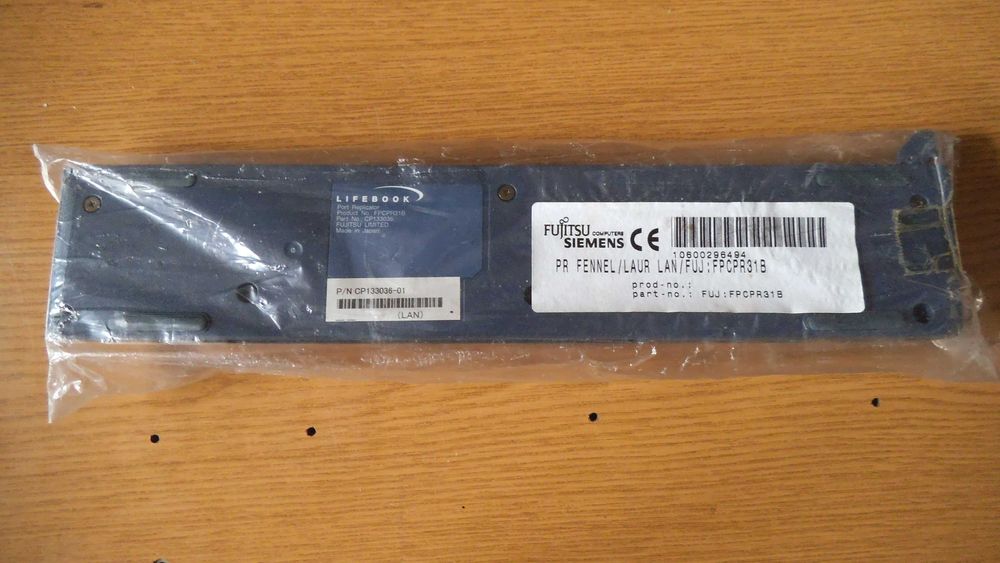 LIFEBOOK
Port Replicator
Product No. FPCPR31B
Part No. CP133036
FUJITSU LIMITED
Made in Japan
P/N CP133036-01
(LAN)
FUJITSU COMPUTERS
SIEMENS CE
10600296494
PR FENNEL/LAUR LAN/FUJ:FPCPR31B
prod-no.:
part-no.: FUJ:FPCPR31B